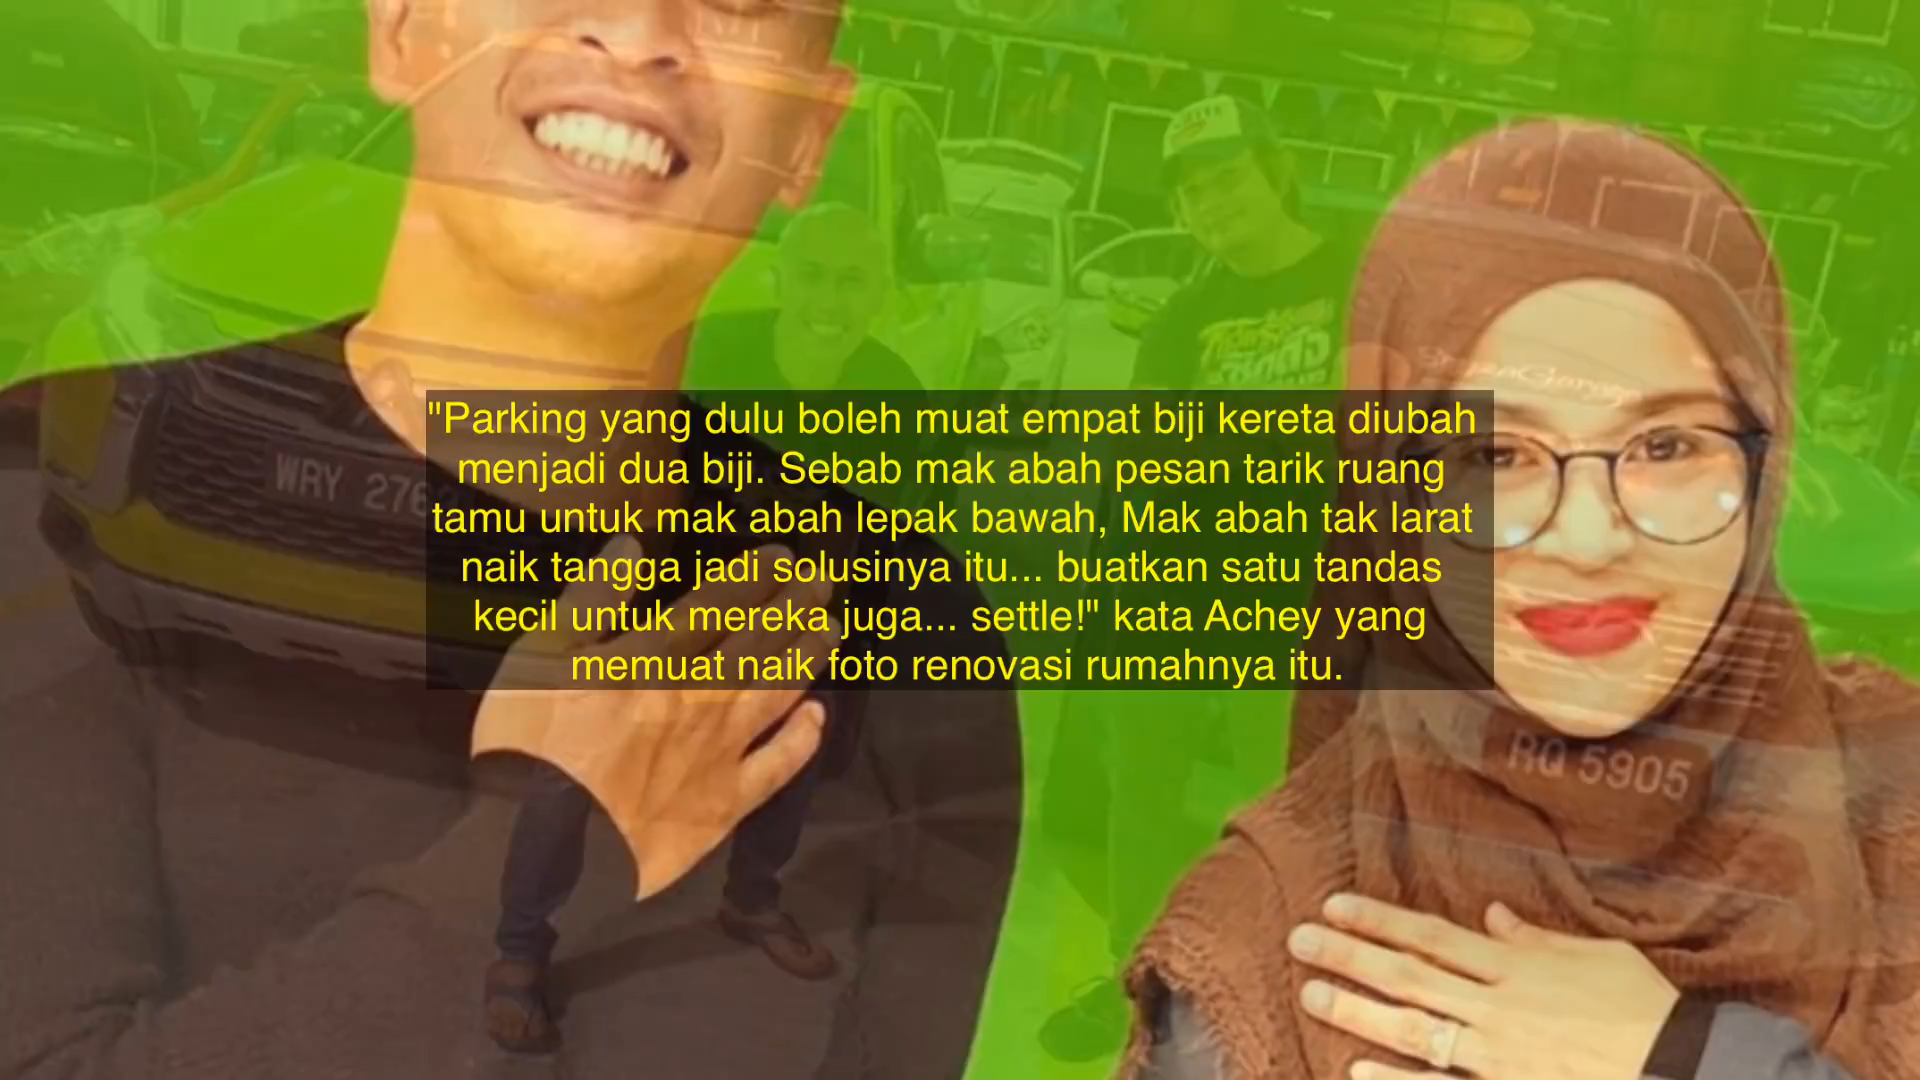 "Parking yang dulu boleh muat empat biji kereta diubah
menjadi dua biji. Sebab mak abah pesan tarik ruang
tamu untuk mak abah lepak bawah, Mak abah tak larat
naik tangga jadi solusinya itu... buatkan satu tandas
kecil untuk mereka juga... settle!" kata Achey yang
memuat naik foto renovasi rumahnya itu.
WRY 276
RQ 5905